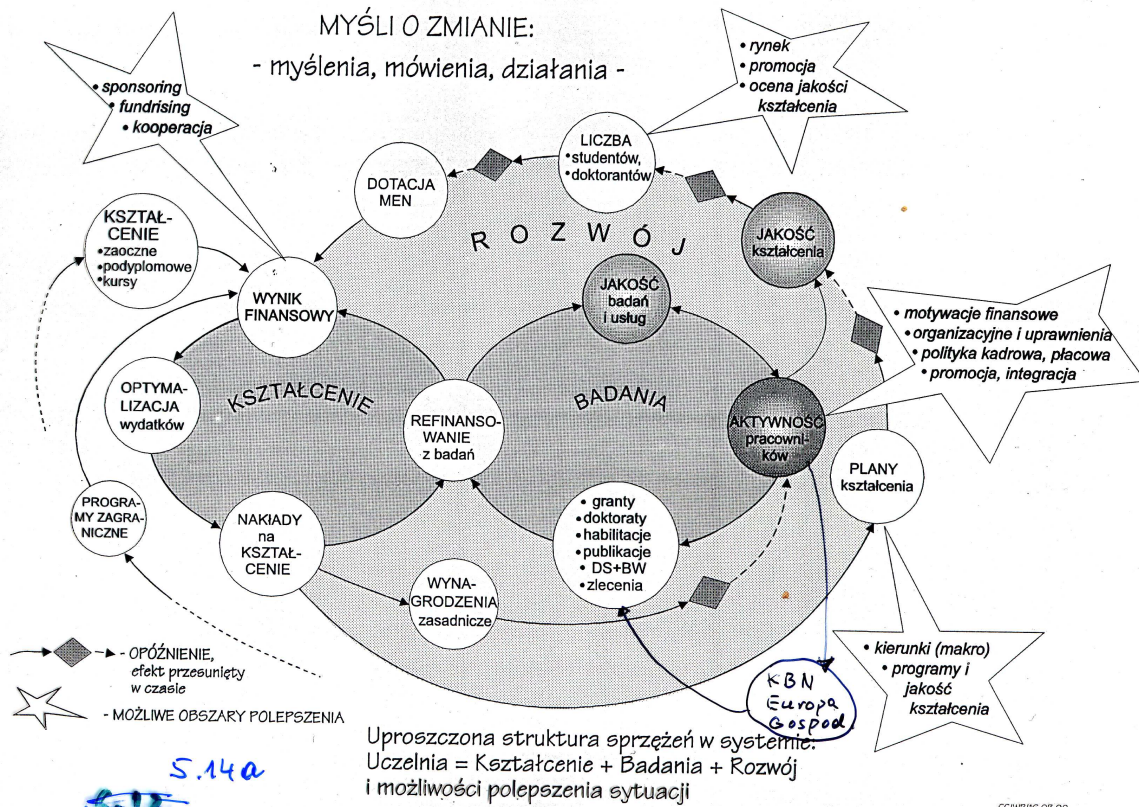 MYŚLI O ZMIANIE:
- myślenia, mówienia, działania -
• sponsoring
• fundrising
• kooperacja
• rynek
• promocja
• ocena jakości
kształcenia
LICZBA
• studentów,
• doktorantów
DOTACJA
MEN
KSZTAŁ-
CENIE
• zaoczne
• podyplomowe
• kursy
ROZWÓJ
JAKOŚĆ
kształcenia
WYNIK
FINANSOWY
JAKOŚĆ
badań
i usług
• motywacje finansowe
• organizacyjne i uprawnienia
• polityka kadrowa, płacowa
• promocja, integracja
OPTYMA-
LIZACJA
wydatków
KSZTAŁCENIE
REFINANSO-
WANIE
z badań
BADANIA
AKTYWNOŚĆ
pracowni-
ków
PLANY
kształcenia
PROGRA-
MY ZAGRA-
NICZNE
NAKŁADY
na
KSZTAŁ-
CENIE
• granty
• doktoraty
• habilitacje
• publikacje
• DS+BW
• zlecenia
WYNA-
GRODZENIA
zasadnicze
- OPÓŹNIENIE,
efekt przesunięty
w czasie
- MOŻLIWE OBSZARY POLEPSZENIA
• kierunki (makro)
• programy i
jakość
kształcenia
KBN
Europa
Gospod.
Uproszczona struktura sprzężeń w systemie:
Uczelnia = Kształcenie + Badania + Rozwój
i możliwości polepszenia sytuacji
5.14a